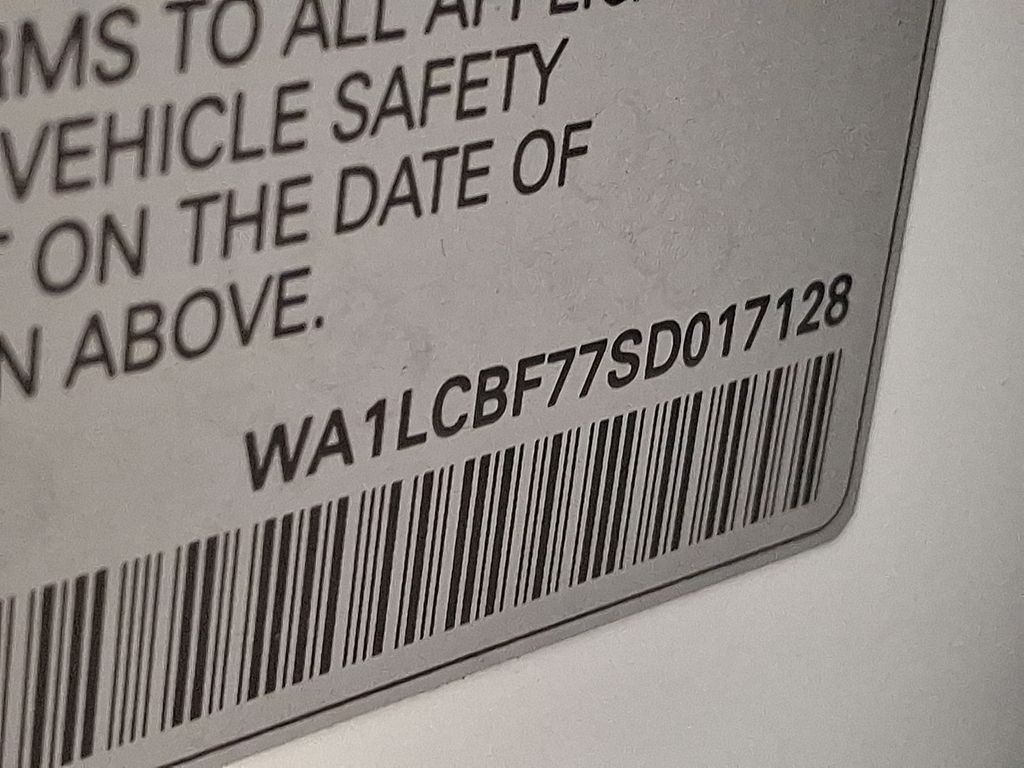 RMS TO ALL
VEHICLE SAFETY
ON THE DATE OF
N ABOVE.
WA1LCBF77SD017128